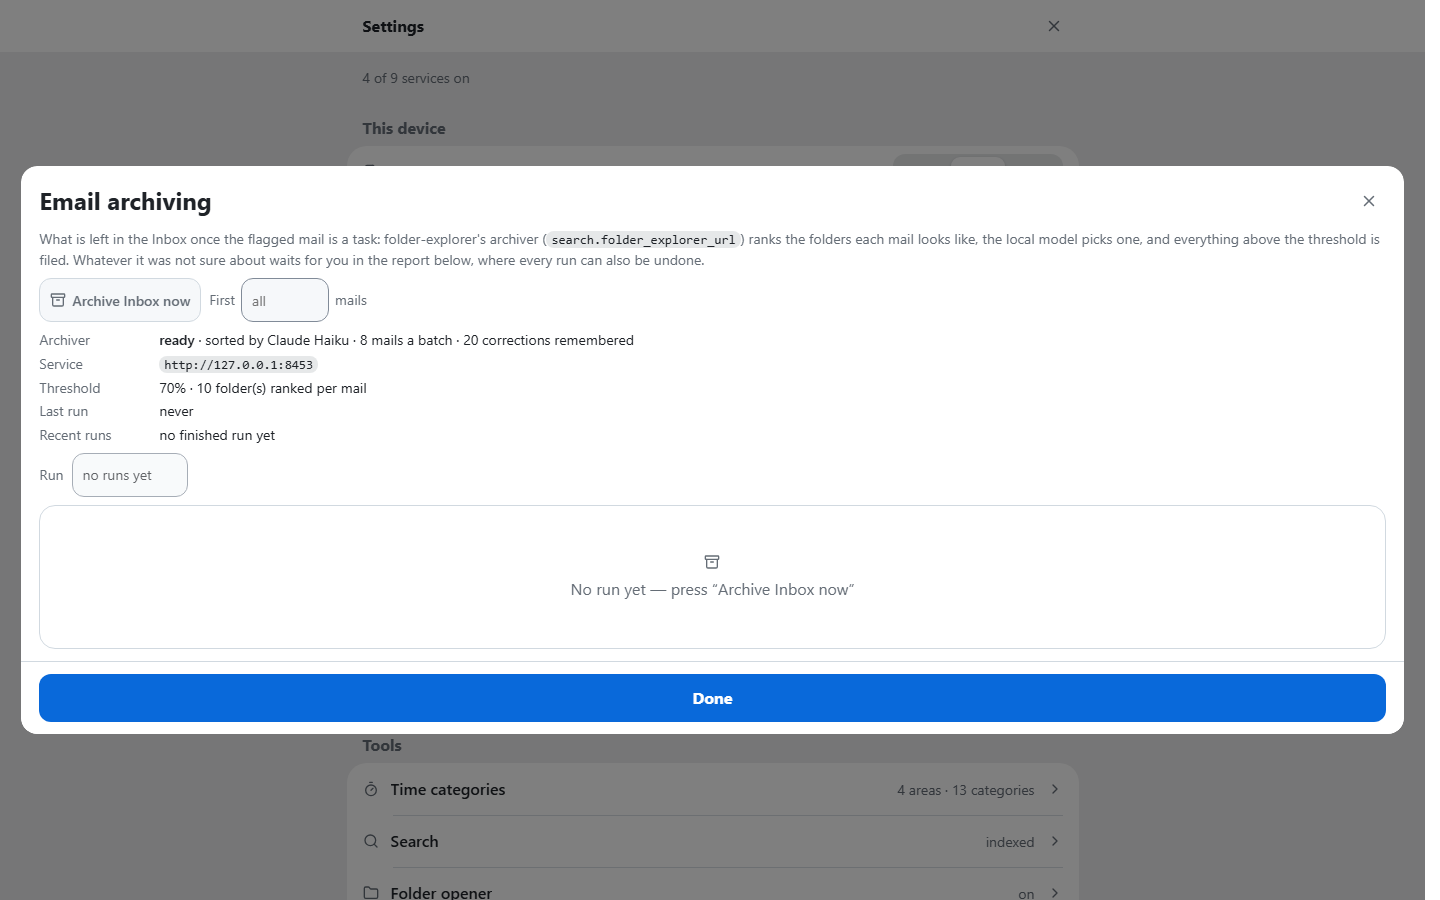 Settings
4 of 9 services on
This device
Email archiving
What is left in the Inbox once the flagged mail is a task: folder-explorer's archiver (search.folder_explorer_url) ranks the folders each mail looks like, the local model picks one, and everything above the threshold is
filed. Whatever it was not sure about waits for you in the report below, where every run can also be undone.
Archive Inbox now First all mails
Archiver ready · sorted by Claude Haiku · 8 mails a batch · 20 corrections remembered
Service http://127.0.0.1:8453
Threshold 70% · 10 folder(s) ranked per mail
Last run never
Recent runs no finished run yet
Run no runs yet
No run yet — press “Archive Inbox now”
Done
Tools
Time categories 4 areas · 13 categories
Search indexed
Folder opener on